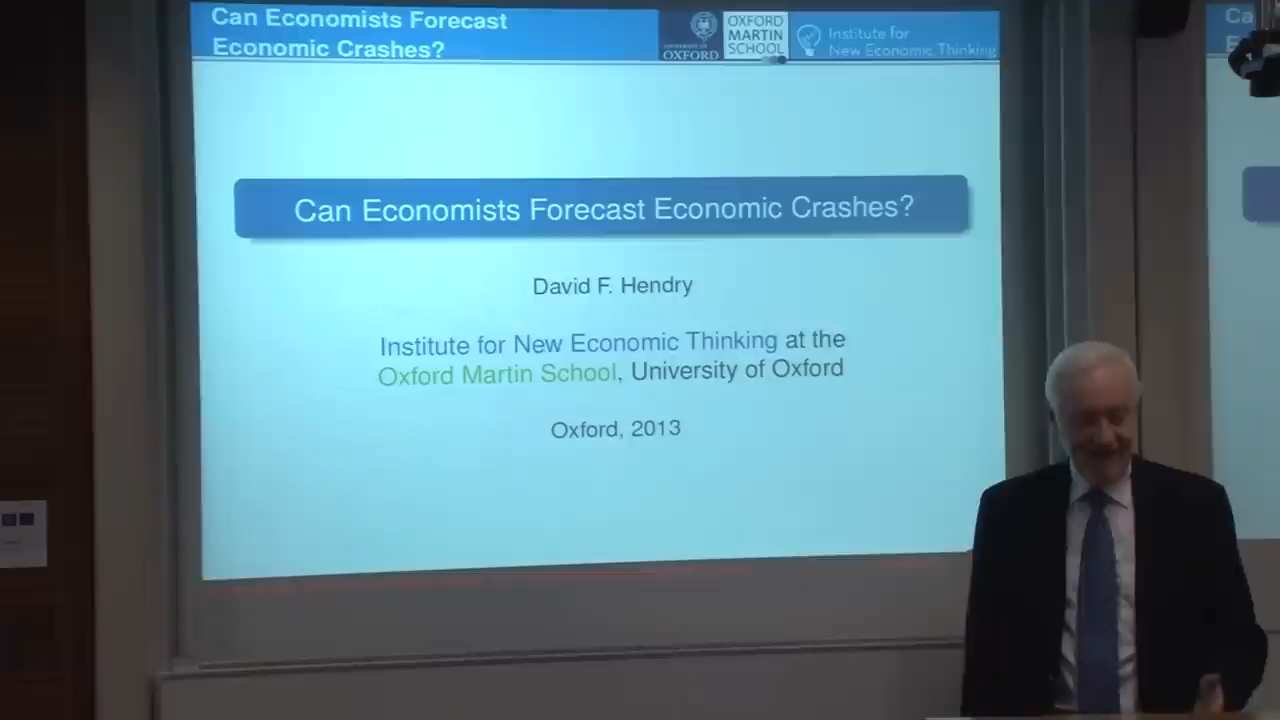 Can Economists Forecast
Economic Crashes?
UNIVERSITY OF
OXFORD
OXFORD
MARTIN
SCHOOL
Institute for
New Economic Thinking
Ca
E
Can Economists Forecast Economic Crashes?
David F. Hendry
Institute for New Economic Thinking at the
Oxford Martin School, University of Oxford
Oxford, 2013